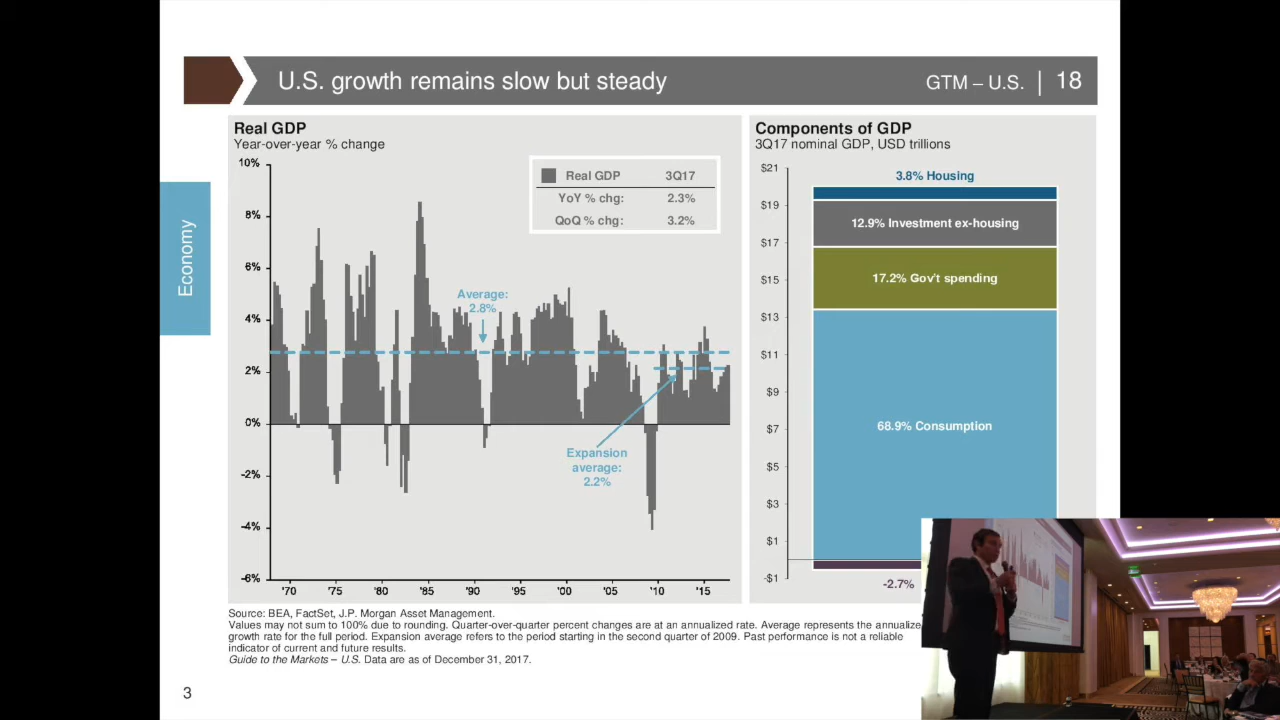 U.S. growth remains slow but steady
GTM – U.S. | 18
Economy
Real GDP
Year-over-year % change
10%
8%
6%
4%
2%
0%
-2%
-4%
-6%
'70 '75 '80 '85 '90 '95 '00 '05 '10 '15
Real GDP 3Q17
YoY % chg: 2.3%
QoQ % chg: 3.2%
Average:
2.8%
Expansion
average:
2.2%
Components of GDP
3Q17 nominal GDP, USD trillions
$21
$19
$17
$15
$13
$11
$9
$7
$5
$3
$1
-$1
3.8% Housing
12.9% Investment ex-housing
17.2% Gov't spending
68.9% Consumption
-2.7%
Source: BEA, FactSet, J.P. Morgan Asset Management.
Values may not sum to 100% due to rounding. Quarter-over-quarter percent changes are at an annualized rate. Average represents the annualize
growth rate for the full period. Expansion average refers to the period starting in the second quarter of 2009. Past performance is not a reliable
indicator of current and future results.
Guide to the Markets – U.S. Data are as of December 31, 2017.
3